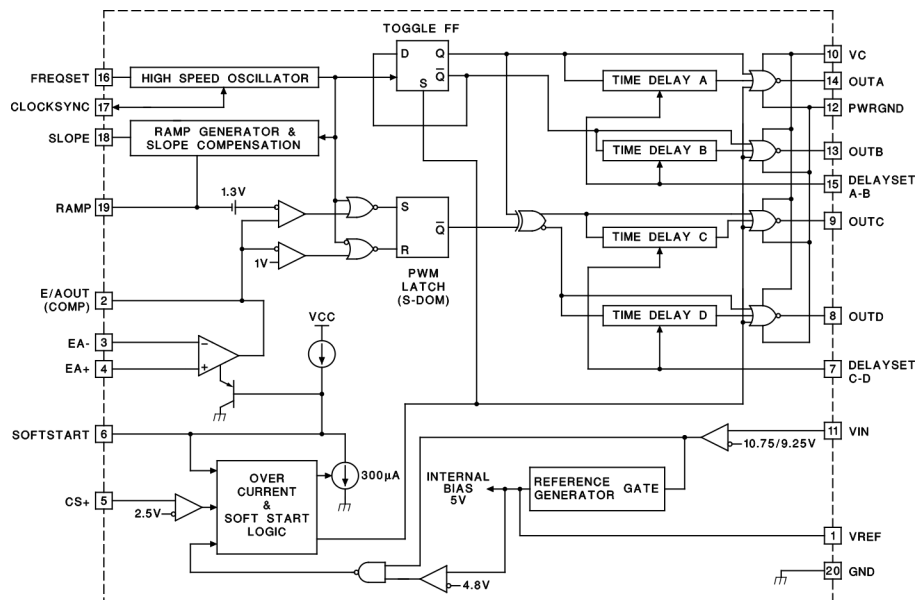 TOGGLE FF
D Q
Q
S
FREQSET 16
HIGH SPEED OSCILLATOR
CLOCKSYNC 17
SLOPE 18
RAMP GENERATOR &
SLOPE COMPENSATION
RAMP 19
1.3V
1V
S
Q
R
PWM
LATCH
(S-DOM)
TIME DELAY A
TIME DELAY B
TIME DELAY C
TIME DELAY D
10 VC
14 OUTA
12 PWRGND
13 OUTB
15 DELAYSET
A-B
9 OUTC
8 OUTD
7 DELAYSET
C-D
E/AOUT
(COMP)
2
EA- 3
EA+ 4
−
+
VCC
SOFTSTART 6
CS+ 5
2.5V
OVER
CURRENT
&
SOFT START
LOGIC
300µA
INTERNAL
BIAS
5V
REFERENCE
GENERATOR GATE
10.75/9.25V
4.8V
11 VIN
1 VREF
20 GND